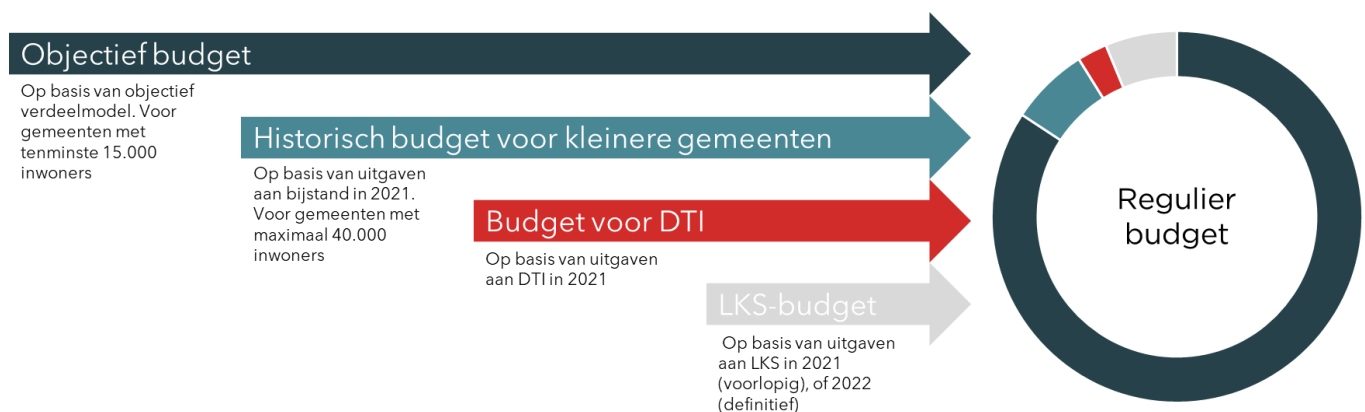 Objectief budget
Op basis van objectief
verdeelmodel. Voor
gemeenten met
tenminste 15.000
inwoners
Historisch budget voor kleinere gemeenten
Op basis van uitgaven
aan bijstand in 2021.
Voor gemeenten met
maximaal 40.000
inwoners
Budget voor DTI
Op basis van uitgaven
aan DTI in 2021
LKS-budget
Op basis van uitgaven
aan LKS in 2021
(voorlopig), of 2022
(definitief)
Regulier
budget